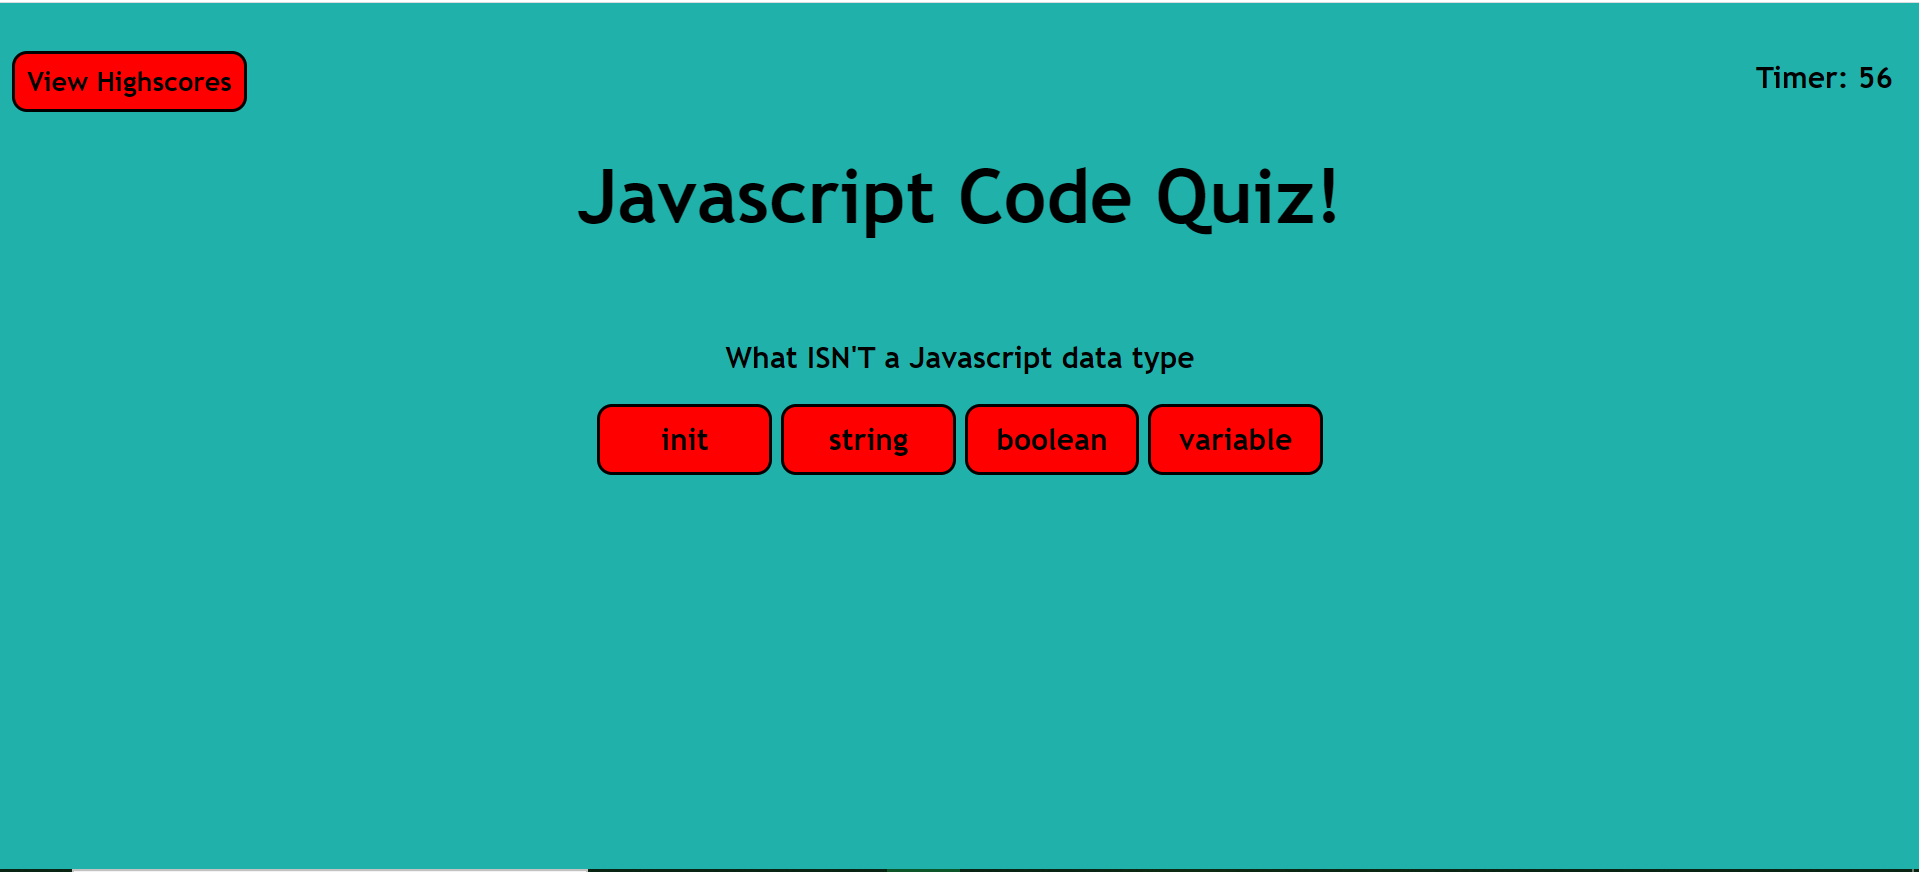 View Highscores
Timer: 56
Javascript Code Quiz!
What ISN'T a Javascript data type
init string boolean variable